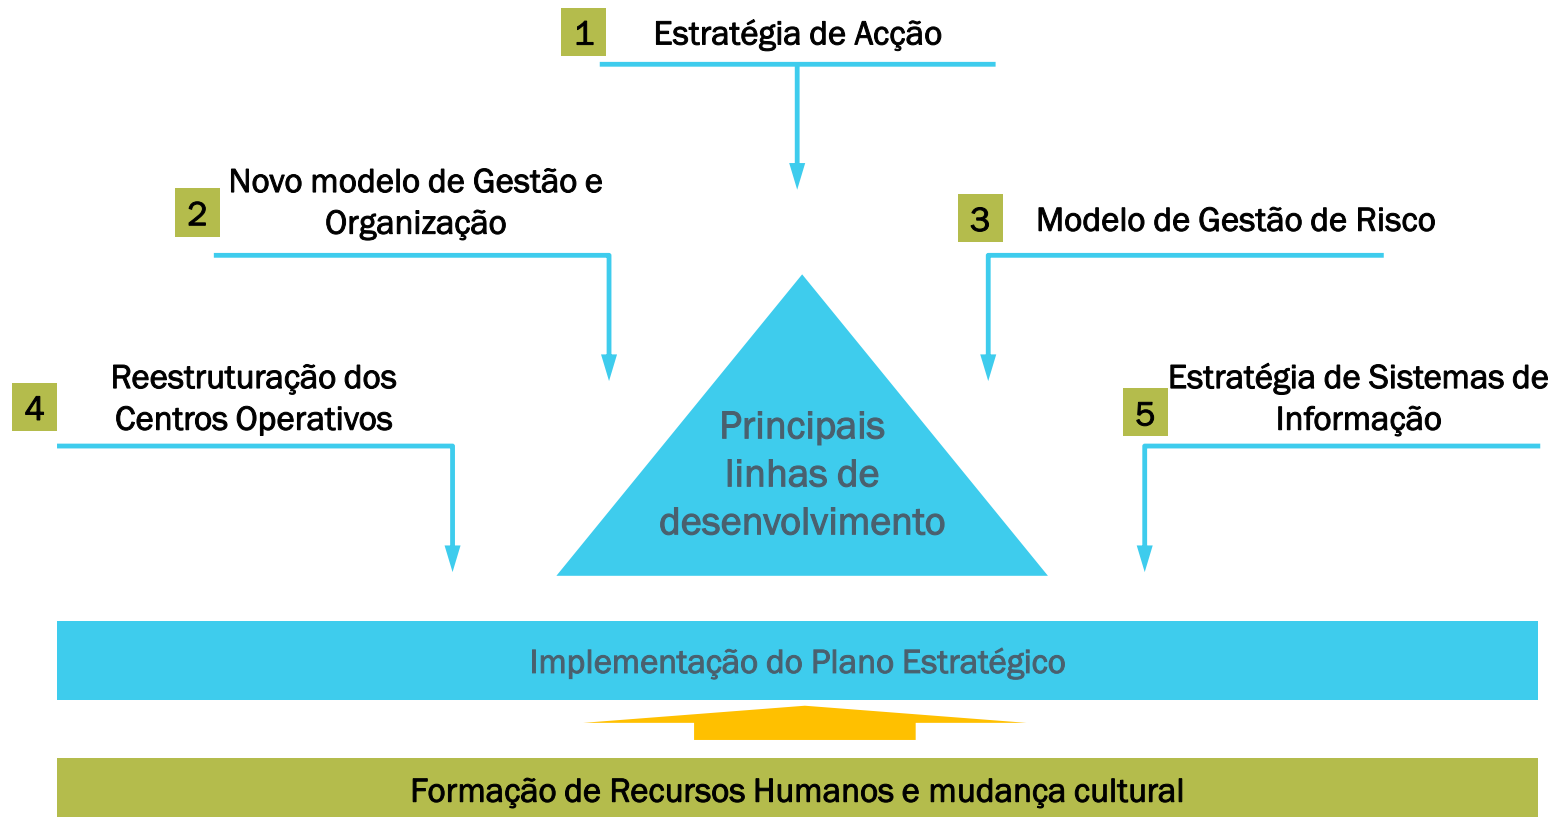 1
Estratégia de Acção
2
Novo modelo de Gestão e
Organização
3
Modelo de Gestão de Risco
4
Reestruturação dos
Centros Operativos
5
Estratégia de Sistemas de
Informação
Principais
linhas de
desenvolvimento
Implementação do Plano Estratégico
Formação de Recursos Humanos e mudança cultural